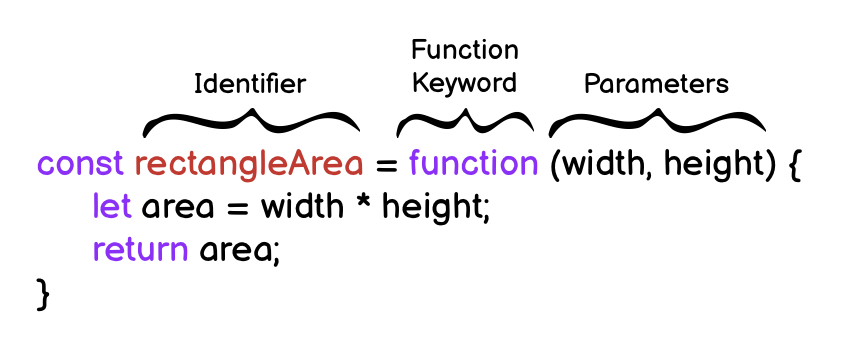 Function
Identifier Keyword Parameters
const rectangleArea = function (width, height) {
let area = width * height;
return area;
}